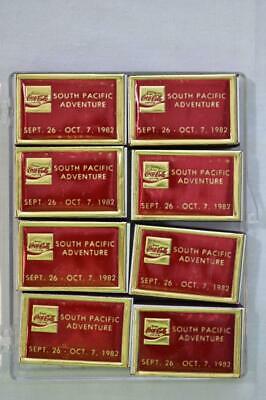 Coca-Cola
SOUTH PACIFIC
ADVENTURE
SEPT. 26 - OCT. 7, 1982
Coca-Cola
SOUTH PACIFIC
ADVENTURE
SEPT. 26 - OCT. 7, 1982
Coca-Cola
SOUTH PACIFIC
ADVENTURE
SEPT. 26 - OCT. 7, 1982
Coca-Cola
SOUTH PACIFIC
ADVENTURE
SEPT. 26 - OCT. 7, 1982
Coca-Cola
SOUTH PACIFIC
ADVENTURE
SEPT. 26 - OCT. 7, 1982
Coca-Cola
SOUTH PACIFIC
ADVENTURE
SEPT. 26 - OCT. 7, 1982
Coca-Cola
SOUTH PACIFIC
ADVENTURE
SEPT. 26 - OCT. 7, 1982
Coca-Cola
SOUTH PACIFIC
ADVENTURE
SEPT. 26 - OCT. 7, 1982